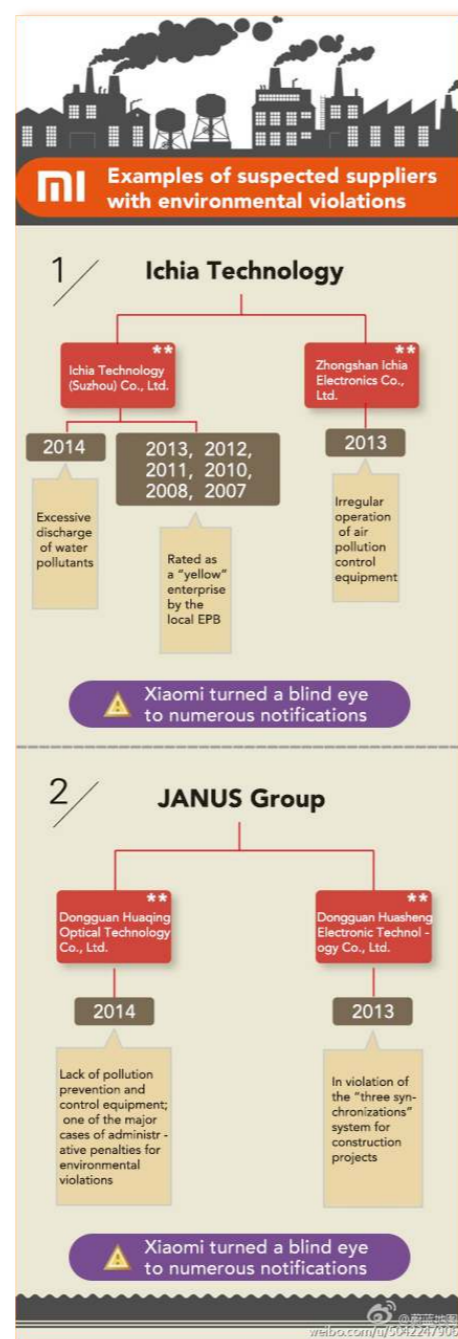 mi
Examples of suspected suppliers
with environmental violations
1
Ichia Technology
**
Ichia Technology
(Suzhou) Co., Ltd.
**
Zhongshan Ichia
Electronics Co.,
Ltd.
2014
2013, 2012,
2011, 2010,
2008, 2007
2013
Excessive
discharge
of water
pollutants
Rated as
a "yellow"
enterprise
by the
local EPB
Irregular
operation
of air
pollution
control
equipment
Xiaomi turned a blind eye
to numerous notifications
2
JANUS Group
**
Dongguan Huaqing
Optical Technology
Co., Ltd.
**
Dongguan Huasheng
Electronic Technol -
ogy Co., Ltd.
2014
2013
Lack of pollution
prevention and
control equipment;
one of the major
cases of administr -
ative penalties for
environmental
violations
In violation of
the "three syn-
chronizations"
system for
construction
projects
Xiaomi turned a blind eye
to numerous notifications
@蔚蓝地图